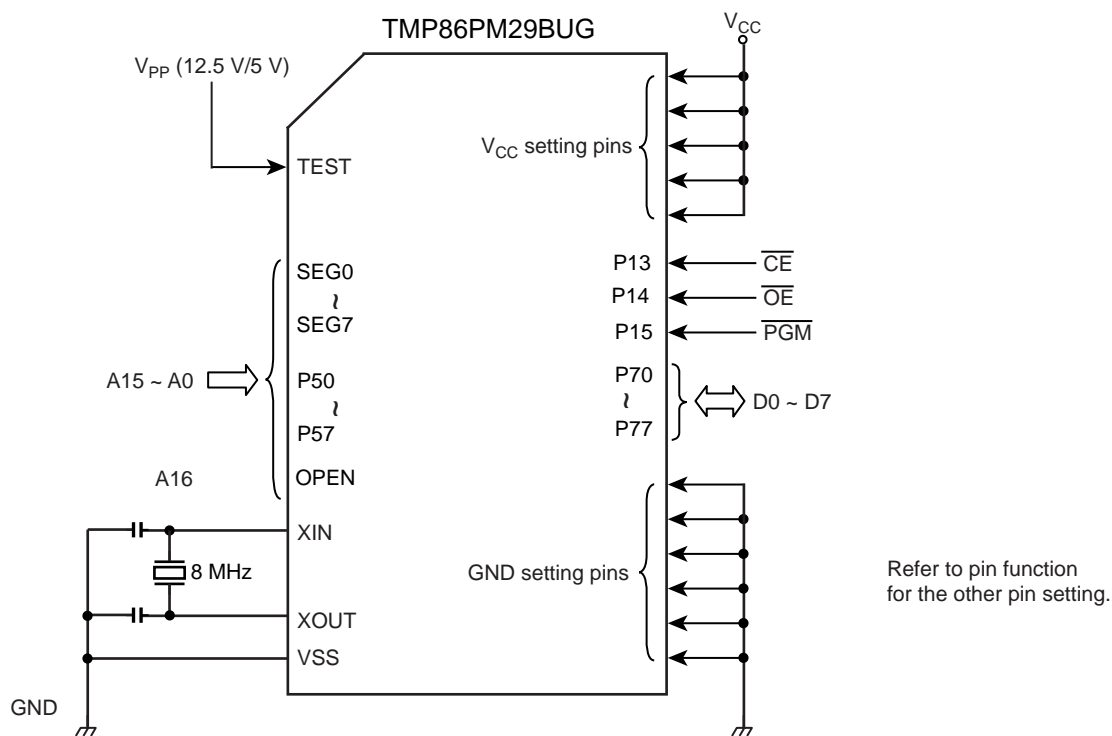 TMP86PM29BUG
VCC
VPP (12.5 V/5 V)
VCC setting pins
TEST
SEG0
~
SEG7
A15 ~ A0
P50
~
P57
A16
OPEN
XIN
8 MHz
XOUT
VSS
GND
P13
CE
P14
OE
P15
PGM
P70
~
P77
D0 ~ D7
GND setting pins
Refer to pin function
for the other pin setting.